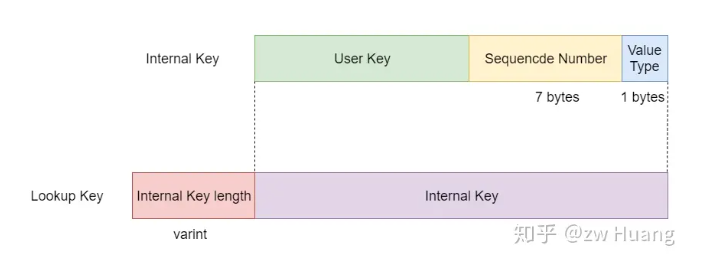 Internal Key
User Key
Sequencde Number
Value
Type
7 bytes
1 bytes
Lookup Key
Internal Key length
Internal Key
varint
知乎 @zw Huang